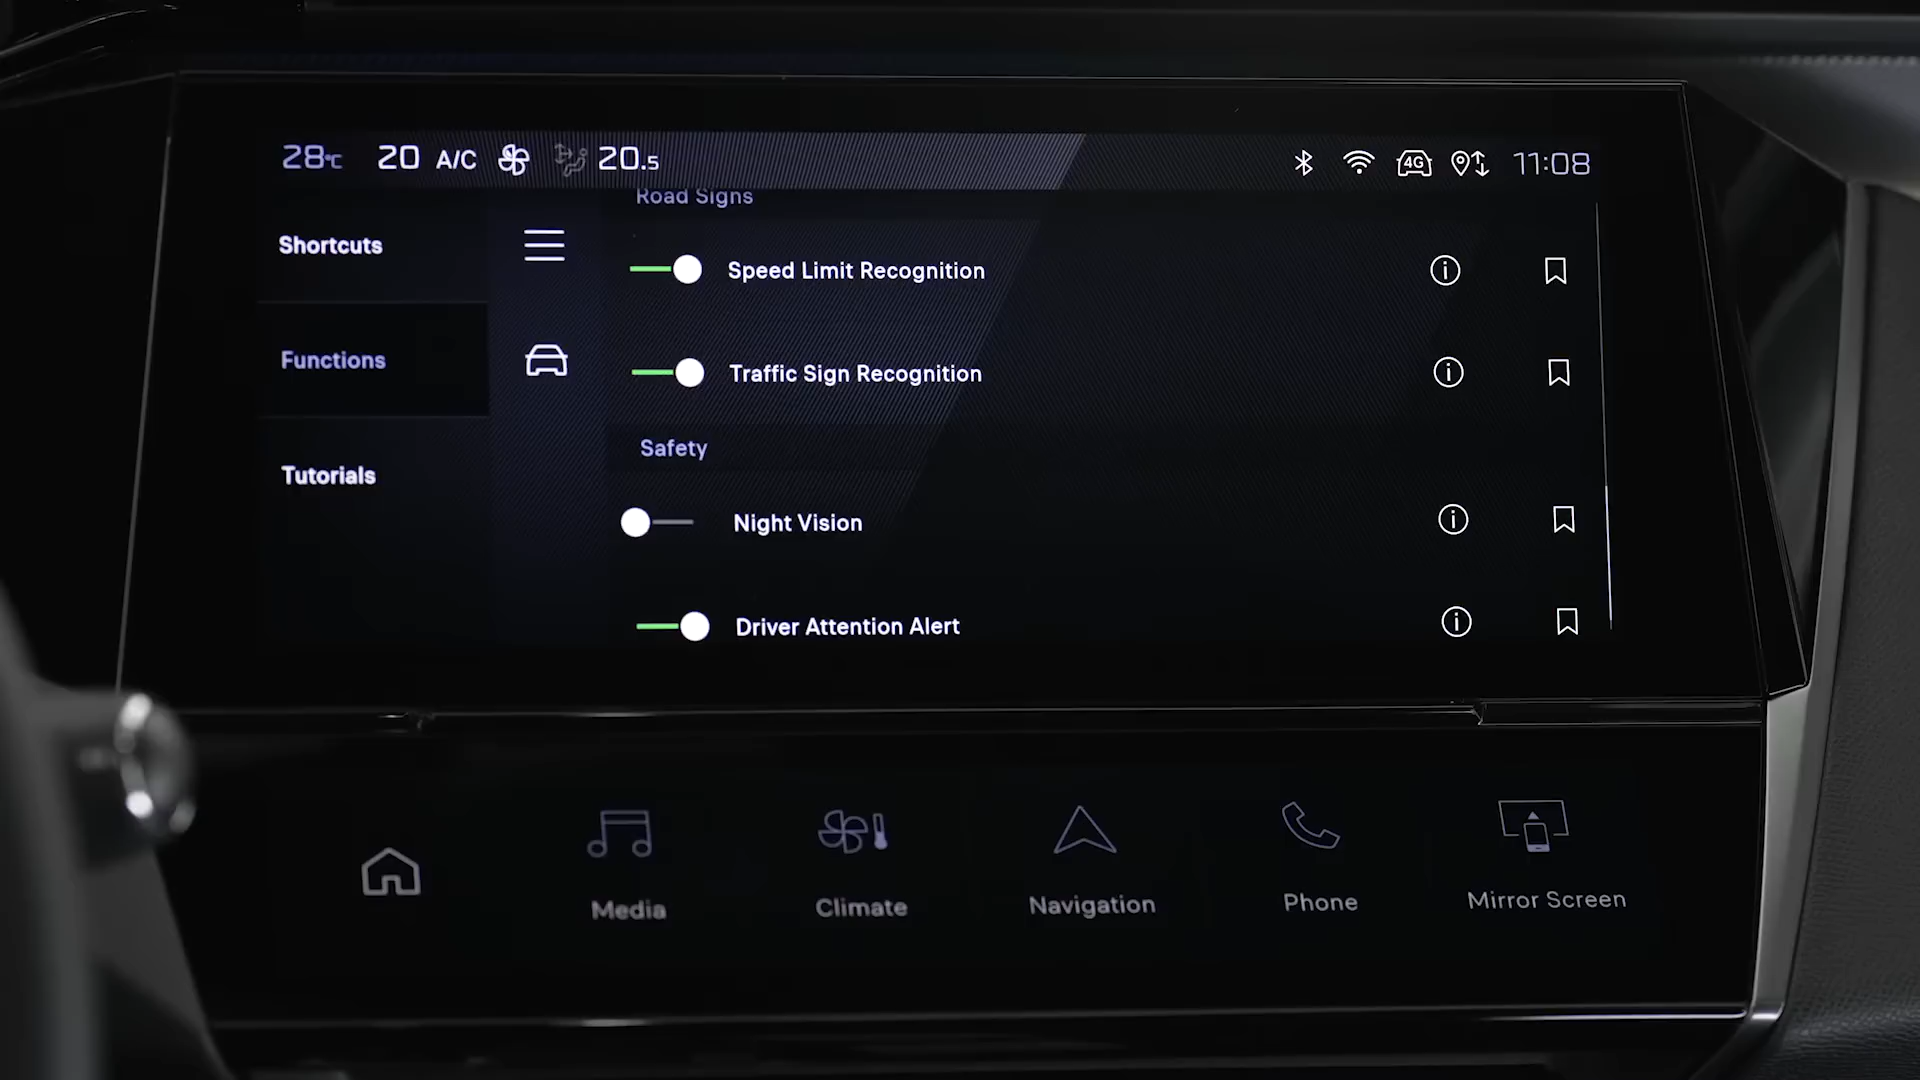 28°C 20 A/C 20.5 4G 11:08
Road Signs
Shortcuts
Speed Limit Recognition
Functions
Traffic Sign Recognition
Safety
Tutorials
Night Vision
Driver Attention Alert
Media
Climate
Navigation
Phone
Mirror Screen